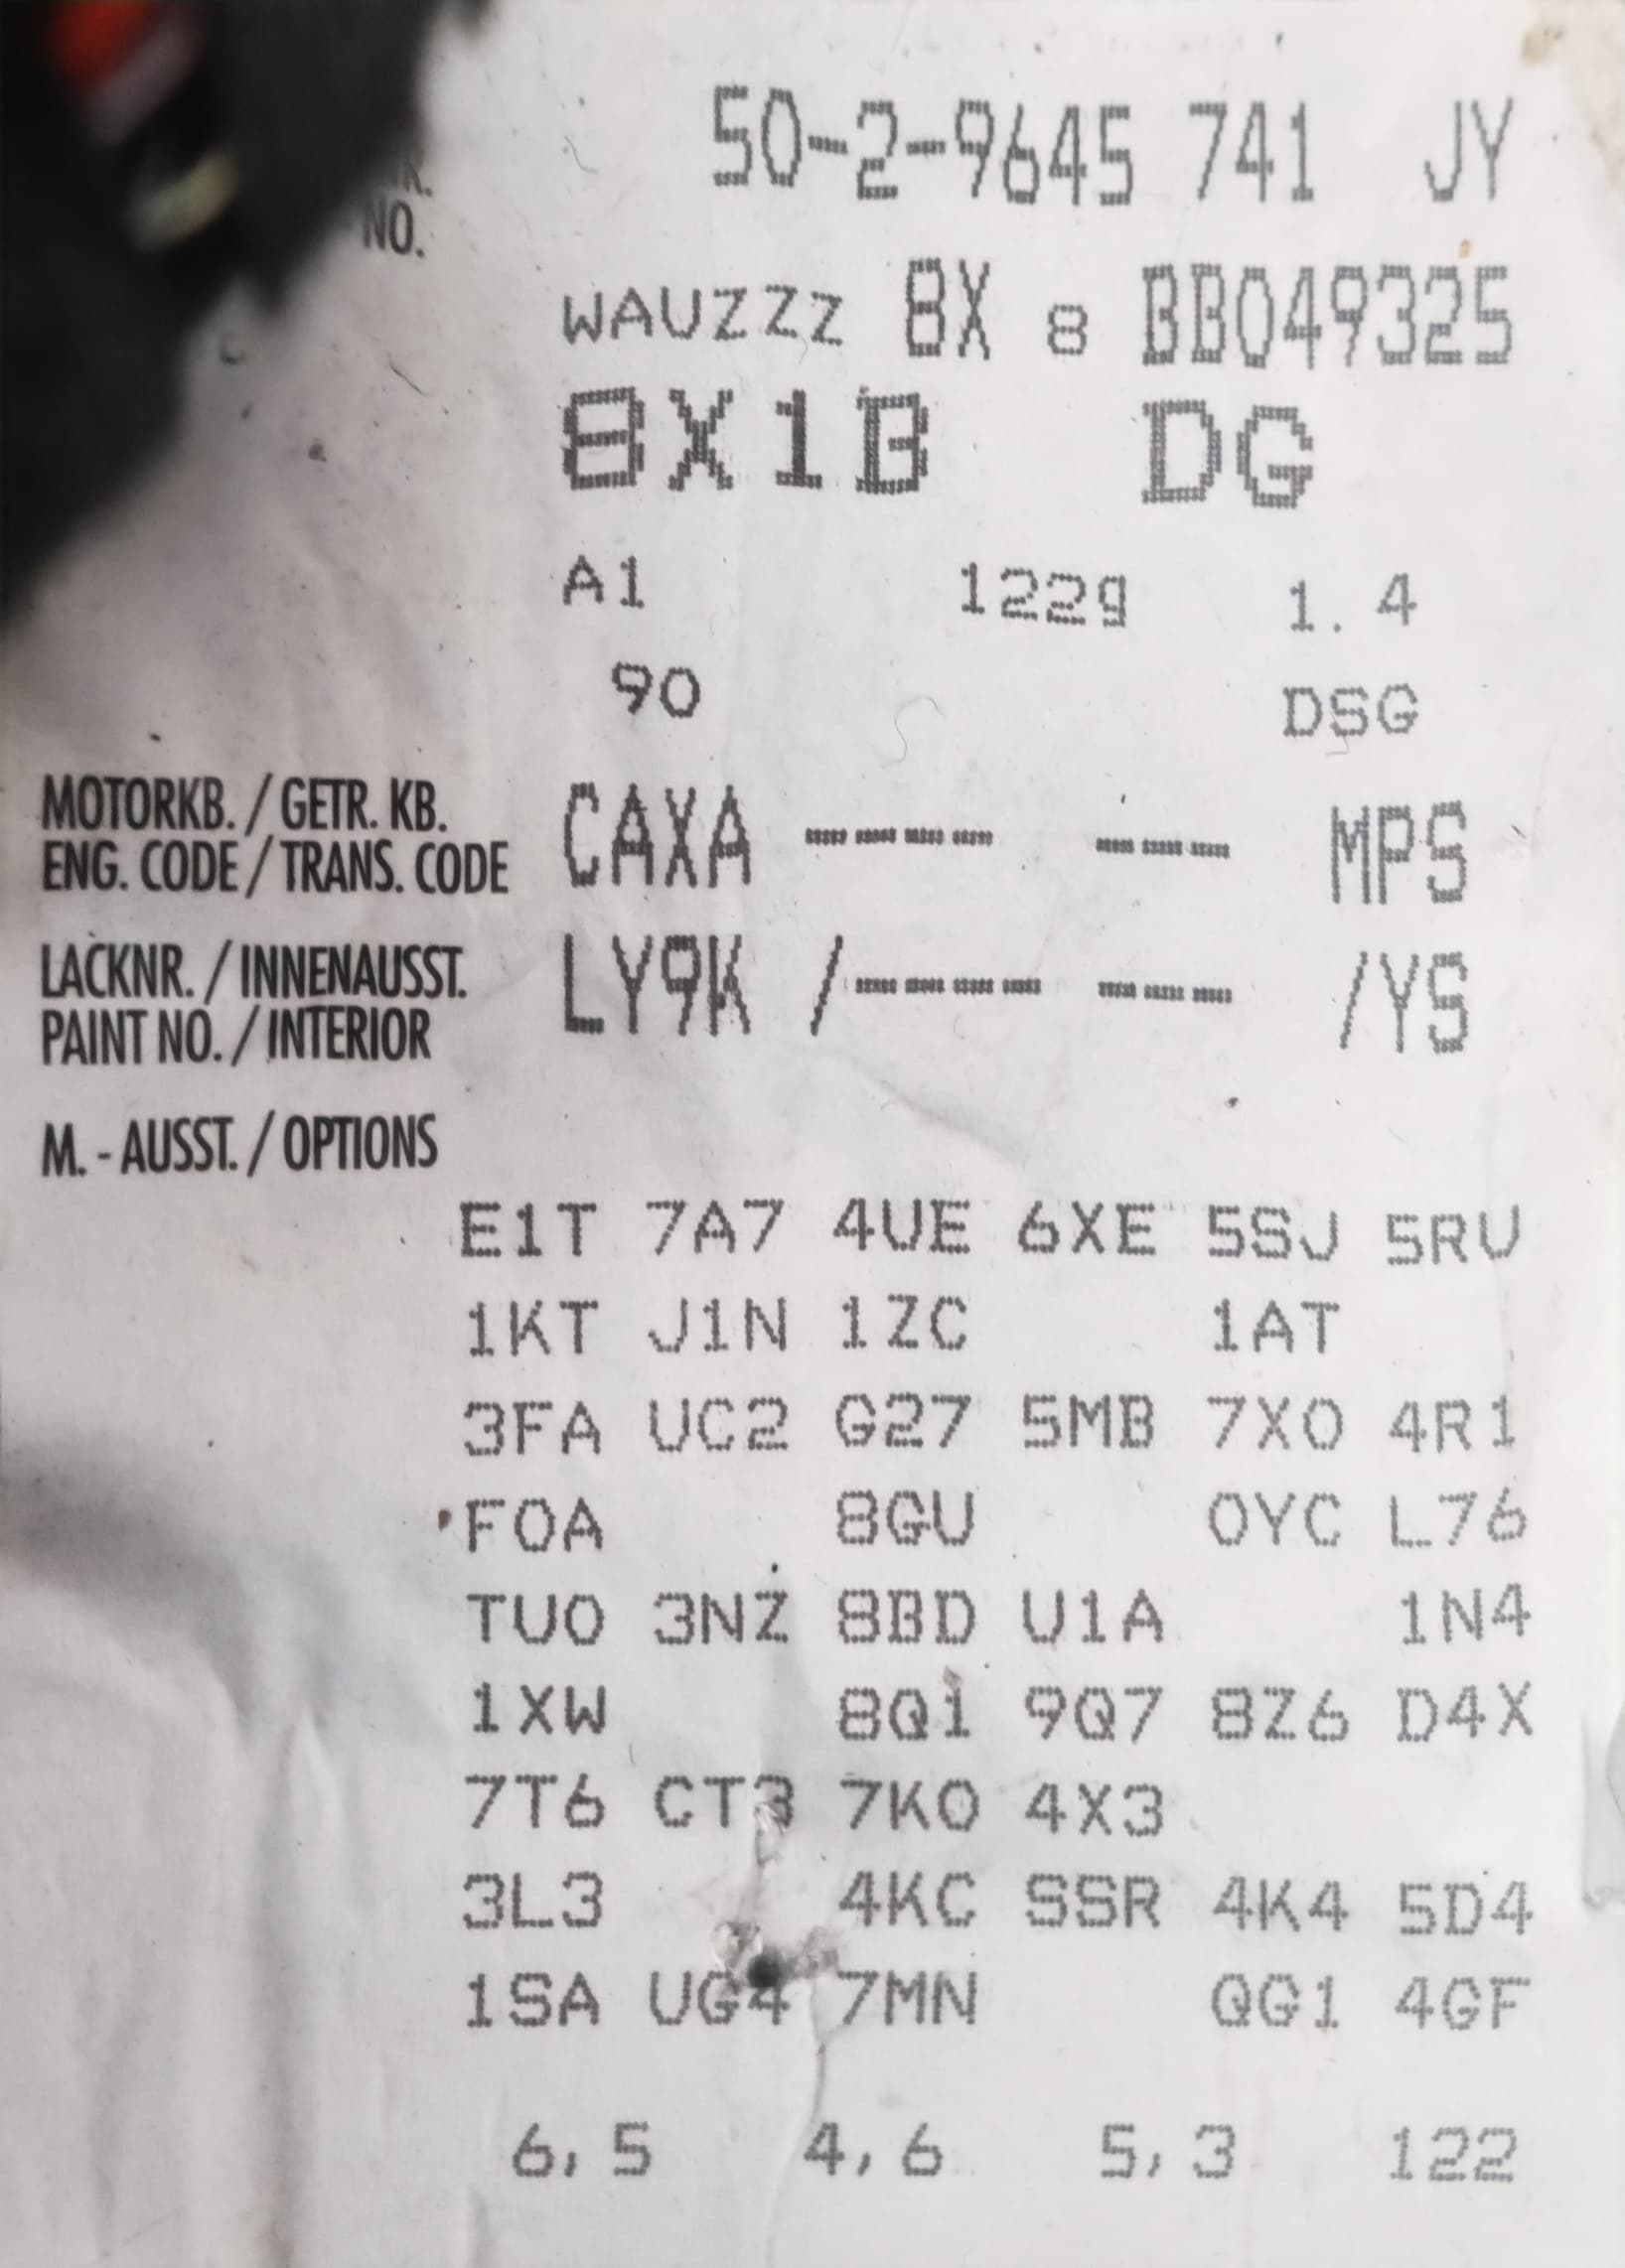 50-2-9645 741 JY
NO.
WAUZZZ 8X 8 BB049325
8X1B DG
A1 122g 1. 4
90 DSG
MOTORKB. / GETR. KB. CAXA ---- --- MPS
ENG. CODE / TRANS. CODE
LACKNR. / INNENAUSST. LY9K /---- --- /YS
PAINT NO. / INTERIOR
M. - AUSST. / OPTIONS
E1T 7A7 4UE 6XE 5SJ 5RU
1KT J1N 1ZC 1AT
3FA UC2 G27 5MB 7X0 4R1
F0A 8GU 0YC L76
TU0 3NZ 8BD U1A 1N4
1XW 8Q1 9Q7 8Z6 D4X
7T6 CT3 7K0 4X3
3L3 4KC SSR 4K4 5D4
1SA UG4 7MN QG1 4GF
6, 5 4, 6 5, 3 122